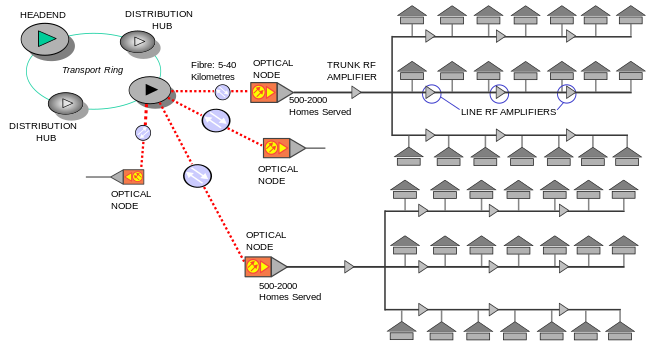 HEADEND
DISTRIBUTION
HUB
Transport Ring
DISTRIBUTION
HUB
Fibre: 5-40
Kilometres
OPTICAL
NODE
TRUNK RF
AMPLIFIER
500-2000
Homes Served
LINE RF AMPLIFIERS
OPTICAL
NODE
OPTICAL
NODE
OPTICAL
NODE
500-2000
Homes Served